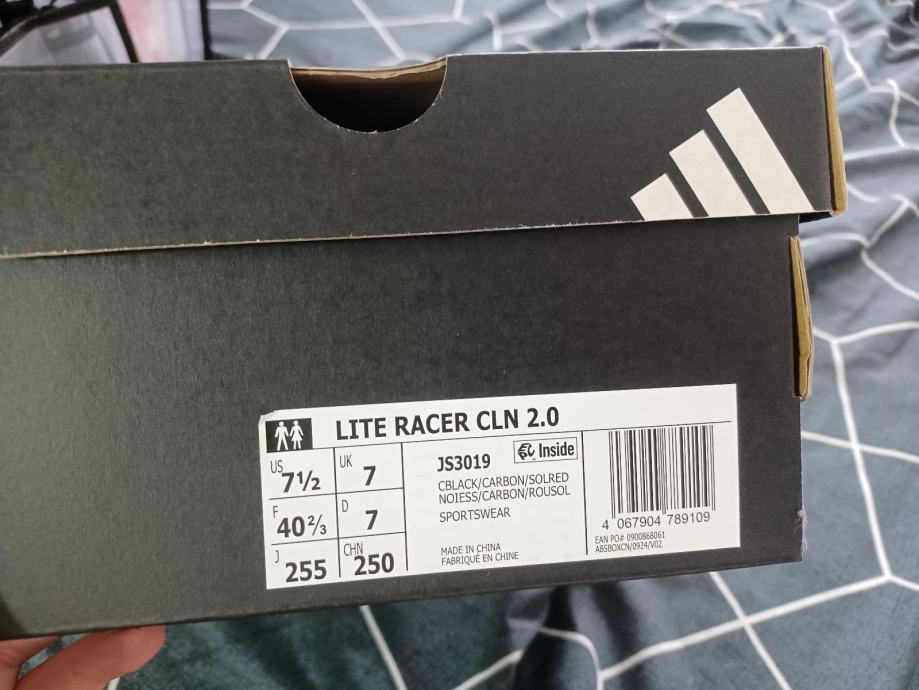 LITE RACER CLN 2.0
US 7½ UK 7
F 40⅔ D 7
J 255 CHN 250
JS3019 Inside
CBLACK/CARBON/SOLRED
NOIESS/CARBON/ROUSOL
SPORTSWEAR
MADE IN CHINA
FABRIQUÉ EN CHINE
4 067904 789109
EAN PO# 0900868061
ABSBOXCN/0924/V02